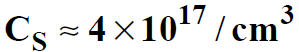 C_S ≈ 4×10^17 / cm^3